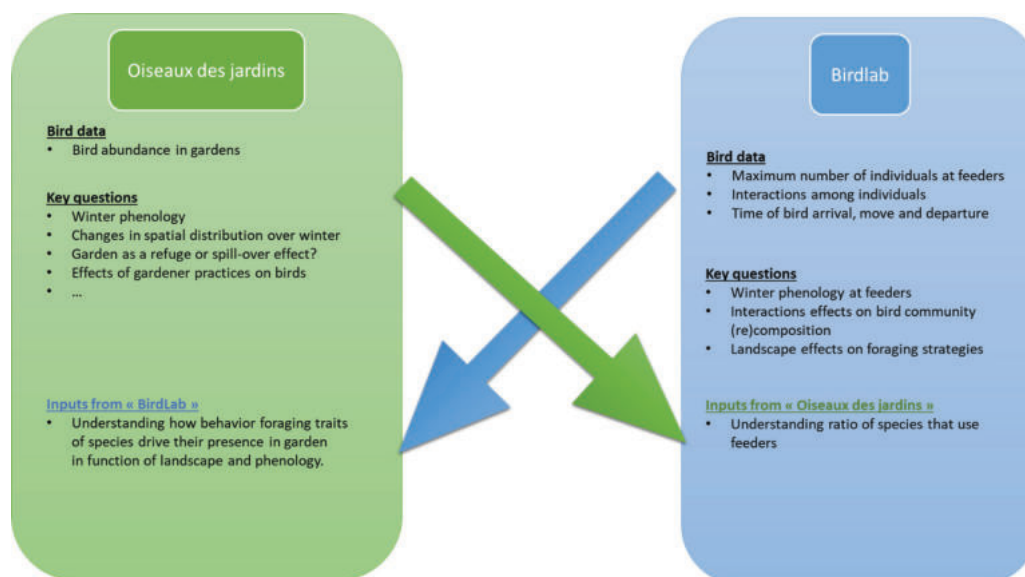 Oiseaux des jardins
Bird data
• Bird abundance in gardens
Key questions
• Winter phenology
• Changes in spatial distribution over winter
• Garden as a refuge or spill-over effect?
• Effects of gardener practices on birds
• ...
Inputs from « BirdLab »
• Understanding how behavior foraging traits
of species drive their presence in garden
in function of landscape and phenology.
Birdlab
Bird data
• Maximum number of individuals at feeders
• Interactions among individuals
• Time of bird arrival, move and departure
Key questions
• Winter phenology at feeders
• Interactions effects on bird community
(re)composition
• Landscape effects on foraging strategies
Inputs from « Oiseaux des jardins »
• Understanding ratio of species that use
feeders